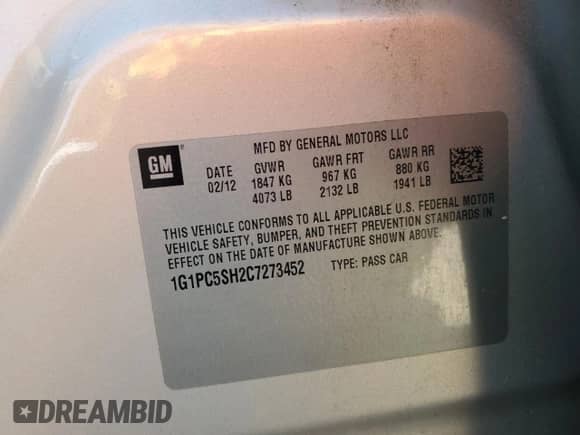 MFD BY GENERAL MOTORS LLC
GM DATE GVWR GAWR FRT GAWR RR
02/12 1847 KG 967 KG 880 KG
4073 LB 2132 LB 1941 LB
THIS VEHICLE CONFORMS TO ALL APPLICABLE U.S. FEDERAL MOTOR
VEHICLE SAFETY, BUMPER, AND THEFT PREVENTION STANDARDS IN
EFFECT ON THE DATE OF MANUFACTURE SHOWN ABOVE.
1G1PC5SH2C7273452 TYPE: PASS CAR
DREAMBID